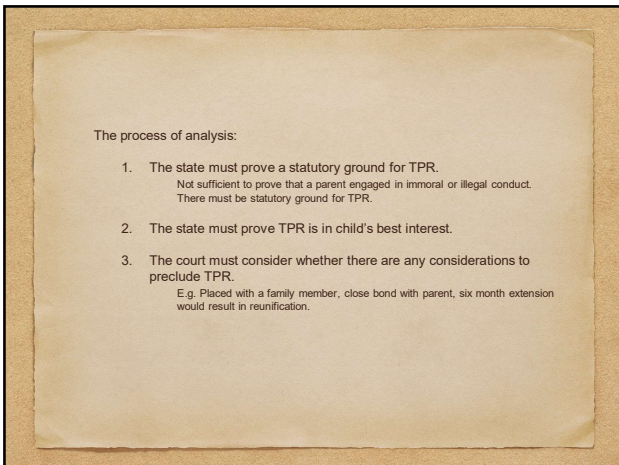 The process of analysis:
1. The state must prove a statutory ground for TPR.
Not sufficient to prove that a parent engaged in immoral or illegal conduct.
There must be statutory ground for TPR.
2. The state must prove TPR is in child's best interest.
3. The court must consider whether there are any considerations to
preclude TPR.
E.g. Placed with a family member, close bond with parent, six month extension
would result in reunification.